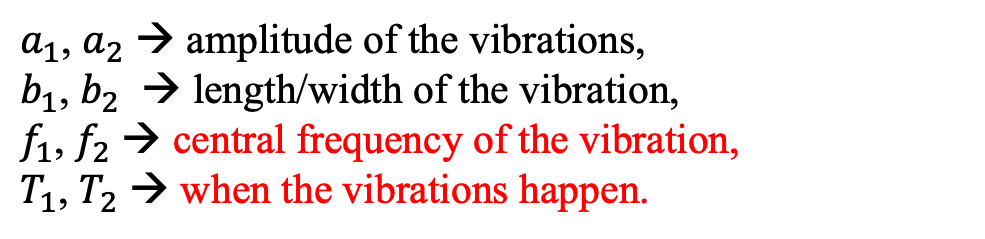 a₁, a₂ → amplitude of the vibrations,
b₁, b₂ → length/width of the vibration,
f₁, f₂ → central frequency of the vibration,
T₁, T₂ → when the vibrations happen.